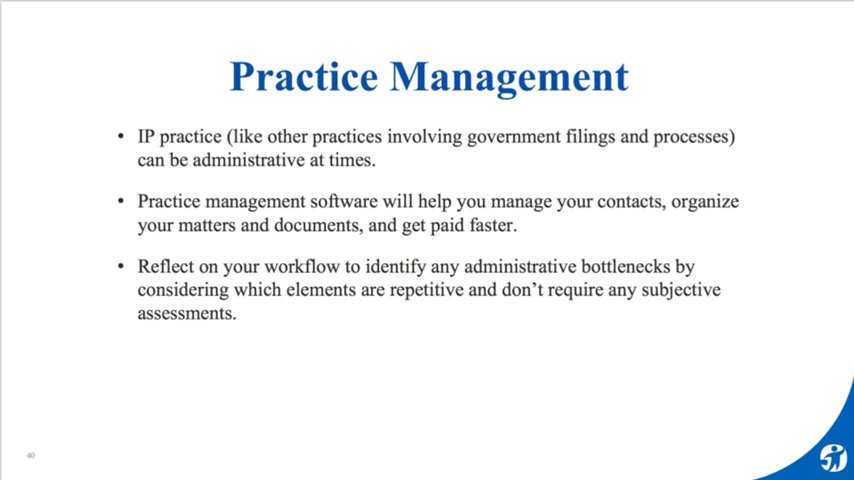 Practice Management
• IP practice (like other practices involving government filings and processes)
can be administrative at times.
• Practice management software will help you manage your contacts, organize
your matters and documents, and get paid faster.
• Reflect on your workflow to identify any administrative bottlenecks by
considering which elements are repetitive and don’t require any subjective
assessments.
40